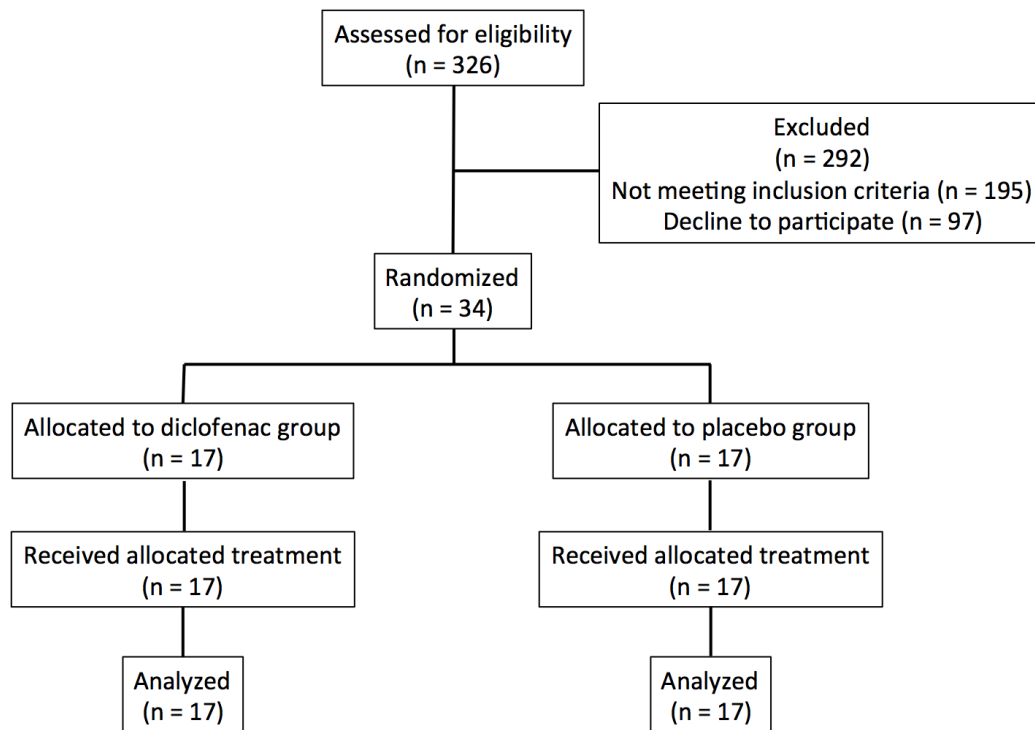 Assessed for eligibility
(n = 326)
Excluded
(n = 292)
Not meeting inclusion criteria (n = 195)
Decline to participate (n = 97)
Randomized
(n = 34)
Allocated to diclofenac group
(n = 17)
Allocated to placebo group
(n = 17)
Received allocated treatment
(n = 17)
Received allocated treatment
(n = 17)
Analyzed
(n = 17)
Analyzed
(n = 17)